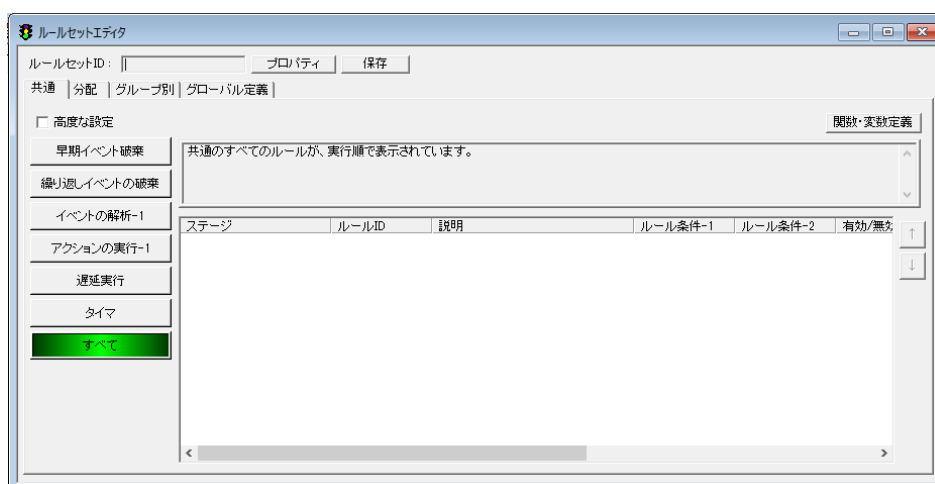 ルールセットエディタ
ルールセットID： プロパティ 保存
共通 分配 グループ別 グローバル定義
高度な設定 関数・変数定義
早期イベント破棄
繰り返しイベントの破棄
イベントの解析-1
アクションの実行-1
遅延実行
タイマ
すべて
共通のすべてのルールが、実行順で表示されています。
ステージ ルールID 説明 ルール条件-1 ルール条件-2 有効/無効